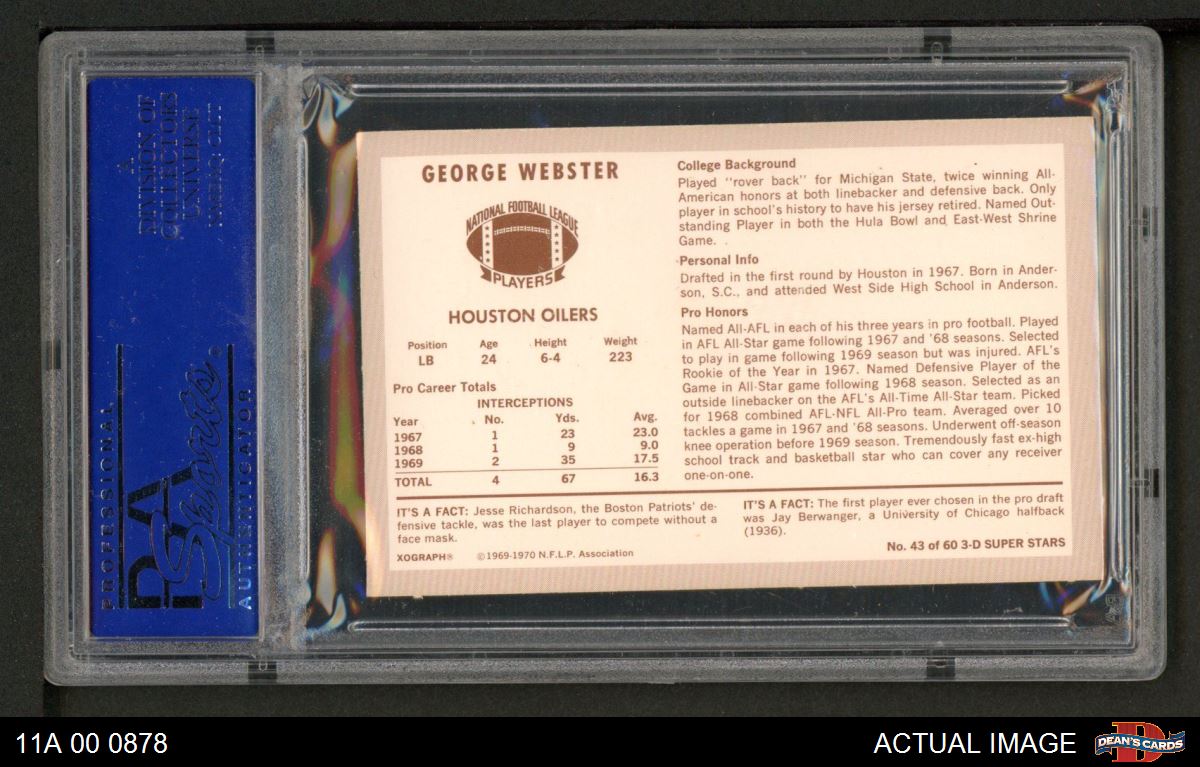 A
DIVISION OF
COLLECTORS
UNIVERSE
NASDAQ: CLCT
PROFESSIONAL
PSA
Sports®
AUTHENTICATOR
GEORGE WEBSTER
NATIONAL FOOTBALL LEAGUE
PLAYERS
HOUSTON OILERS
Position Age Height Weight
LB 24 6-4 223
Pro Career Totals
INTERCEPTIONS
Year No. Yds. Avg.
1967 1 23 23.0
1968 1 9 9.0
1969 2 35 17.5
TOTAL 4 67 16.3
College Background
Played "rover back" for Michigan State, twice winning All-
American honors at both linebacker and defensive back. Only
player in school's history to have his jersey retired. Named Out-
standing Player in both the Hula Bowl and East-West Shrine
Game.
Personal Info
Drafted in the first round by Houston in 1967. Born in Ander-
son, S.C., and attended West Side High School in Anderson.
Pro Honors
Named All-AFL in each of his three years in pro football. Played
in AFL All-Star game following 1967 and '68 seasons. Selected
to play in game following 1969 season but was injured. AFL's
Rookie of the Year in 1967. Named Defensive Player of the
Game in All-Star game following 1968 season. Selected as an
outside linebacker on the AFL's All-Time All-Star team. Picked
for 1968 combined AFL-NFL All-Pro team. Averaged over 10
tackles a game in 1967 and '68 seasons. Underwent off-season
knee operation before 1969 season. Tremendously fast ex-high
school track and basketball star who can cover any receiver
one-on-one.
IT'S A FACT: Jesse Richardson, the Boston Patriots' de-
fensive tackle, was the last player to compete without a
face mask.
IT'S A FACT: The first player ever chosen in the pro draft
was Jay Berwanger, a University of Chicago halfback
(1936).
XOGRAPH® ©1969-1970 N.F.L.P. Association
No. 43 of 60 3-D SUPER STARS
11A 00 0878
ACTUAL IMAGE
D
DEAN'S CARDS